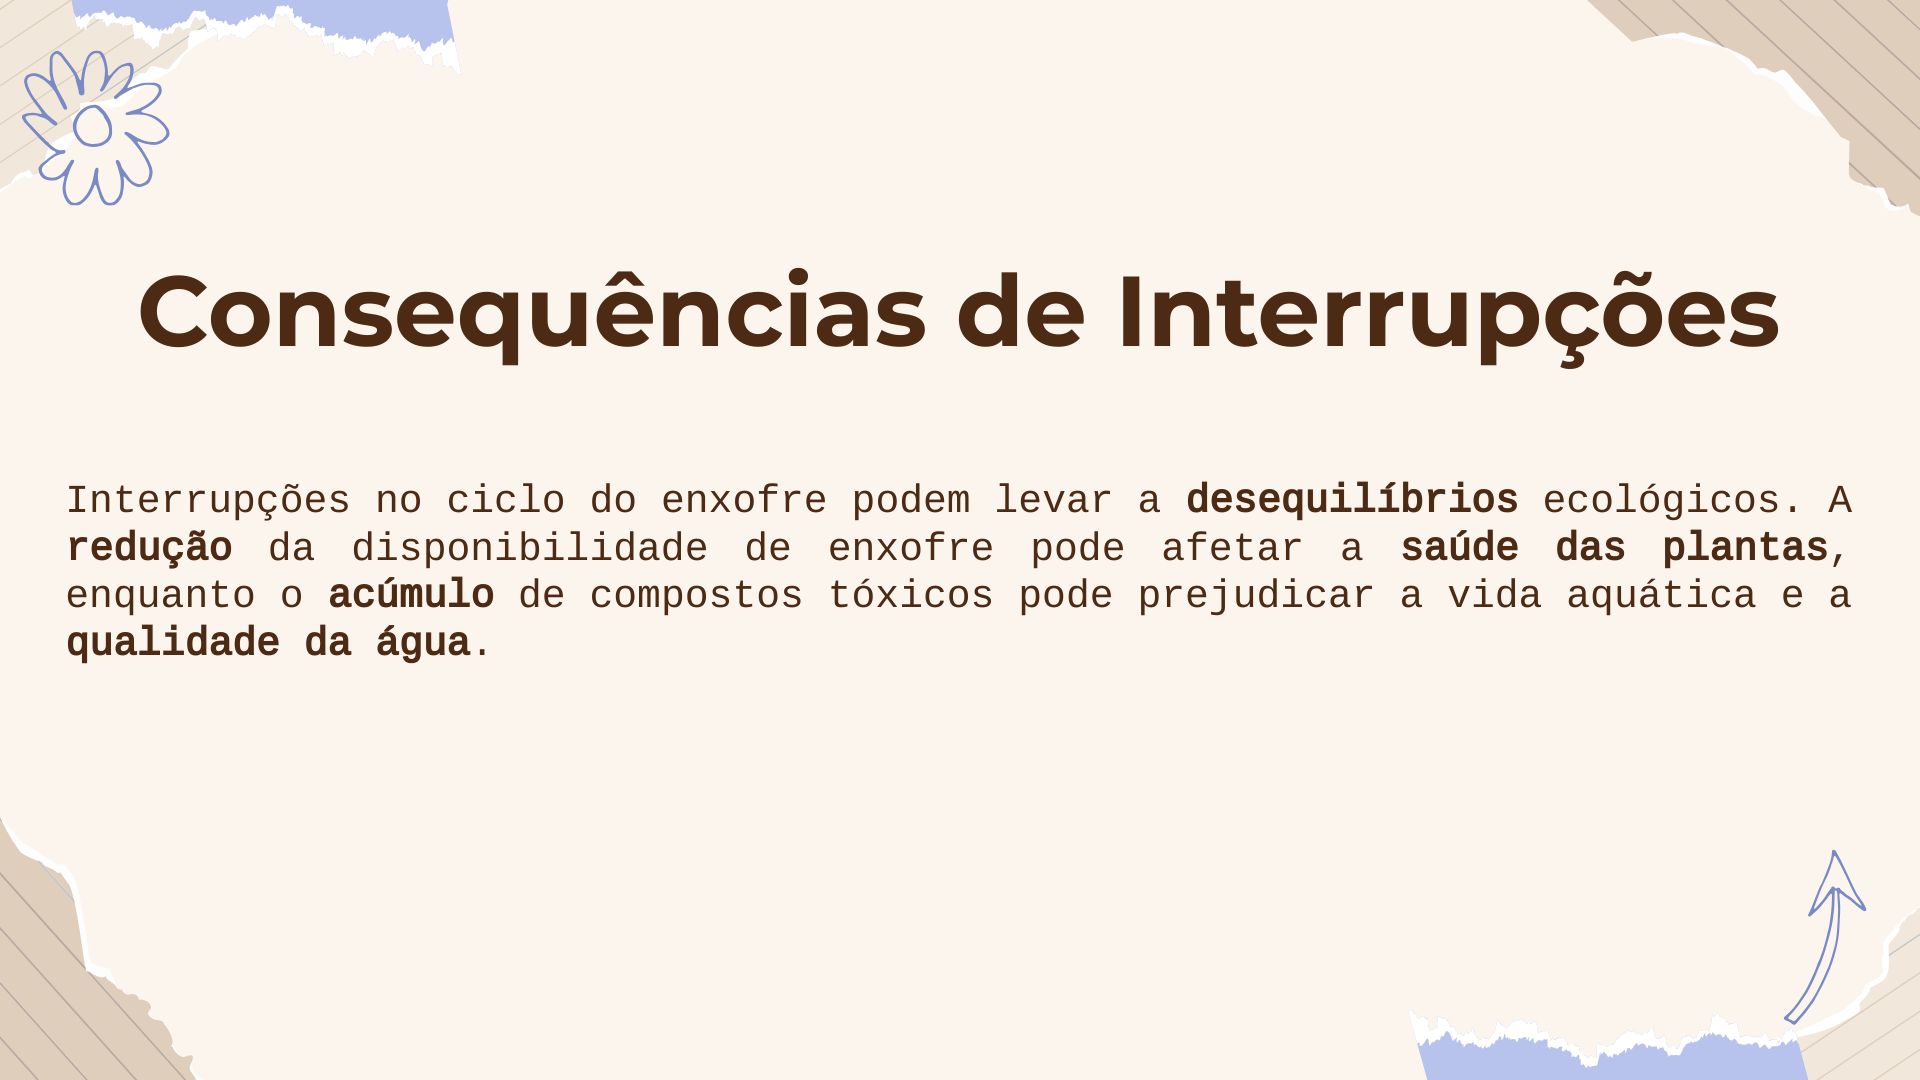 Consequências de Interrupções
Interrupções no ciclo do enxofre podem levar a desequilíbrios ecológicos. A
redução da disponibilidade de enxofre pode afetar a saúde das plantas,
enquanto o acúmulo de compostos tóxicos pode prejudicar a vida aquática e a
qualidade da água.